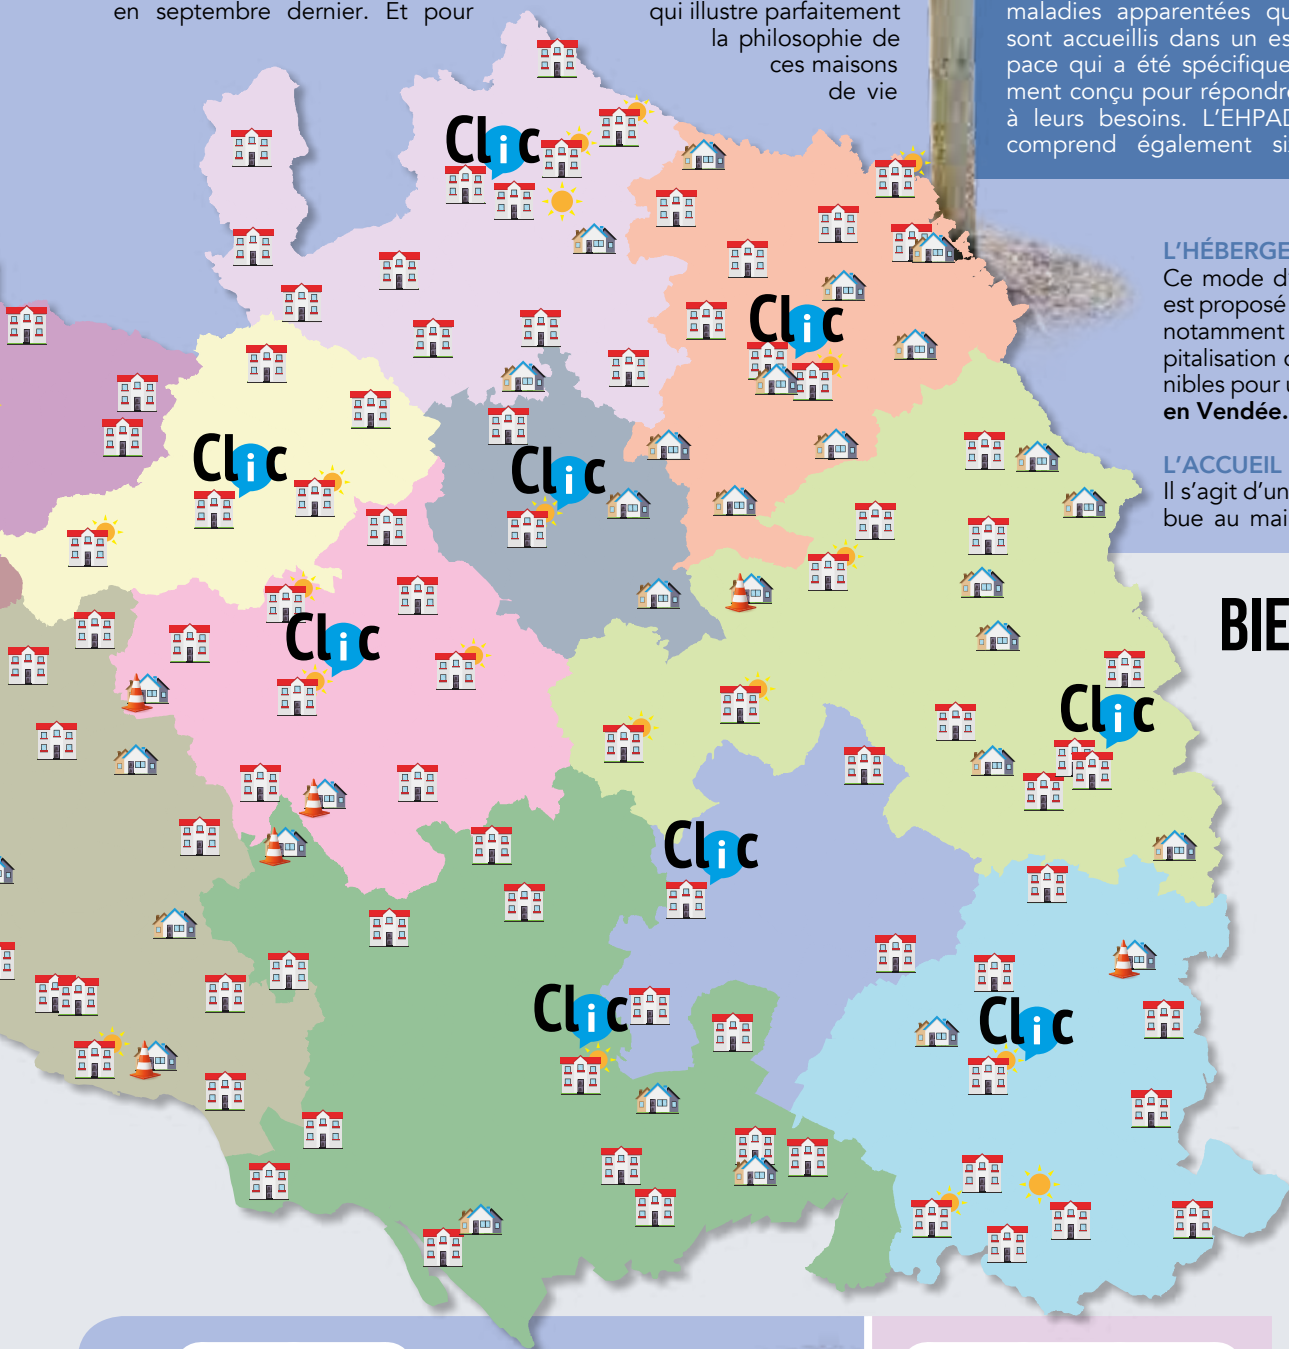 en septembre dernier. Et pour
qui illustre parfaitement
la philosophie de
ces maisons
de vie
maladies apparentées qu
sont accueillis dans un es
pace qui a été spécifique
ment conçu pour répondre
à leurs besoins. L'EHPAD
comprend également si
L'HÉBERGE
Ce mode d'
est proposé
notamment
pitalisation
nibles pour u
en Vendée.
L'ACCUEIL
Il s'agit d'un
bue au mai
BIE
Clic
Clic
Clic
Clic
Clic
Clic
Clic
Clic
Clic